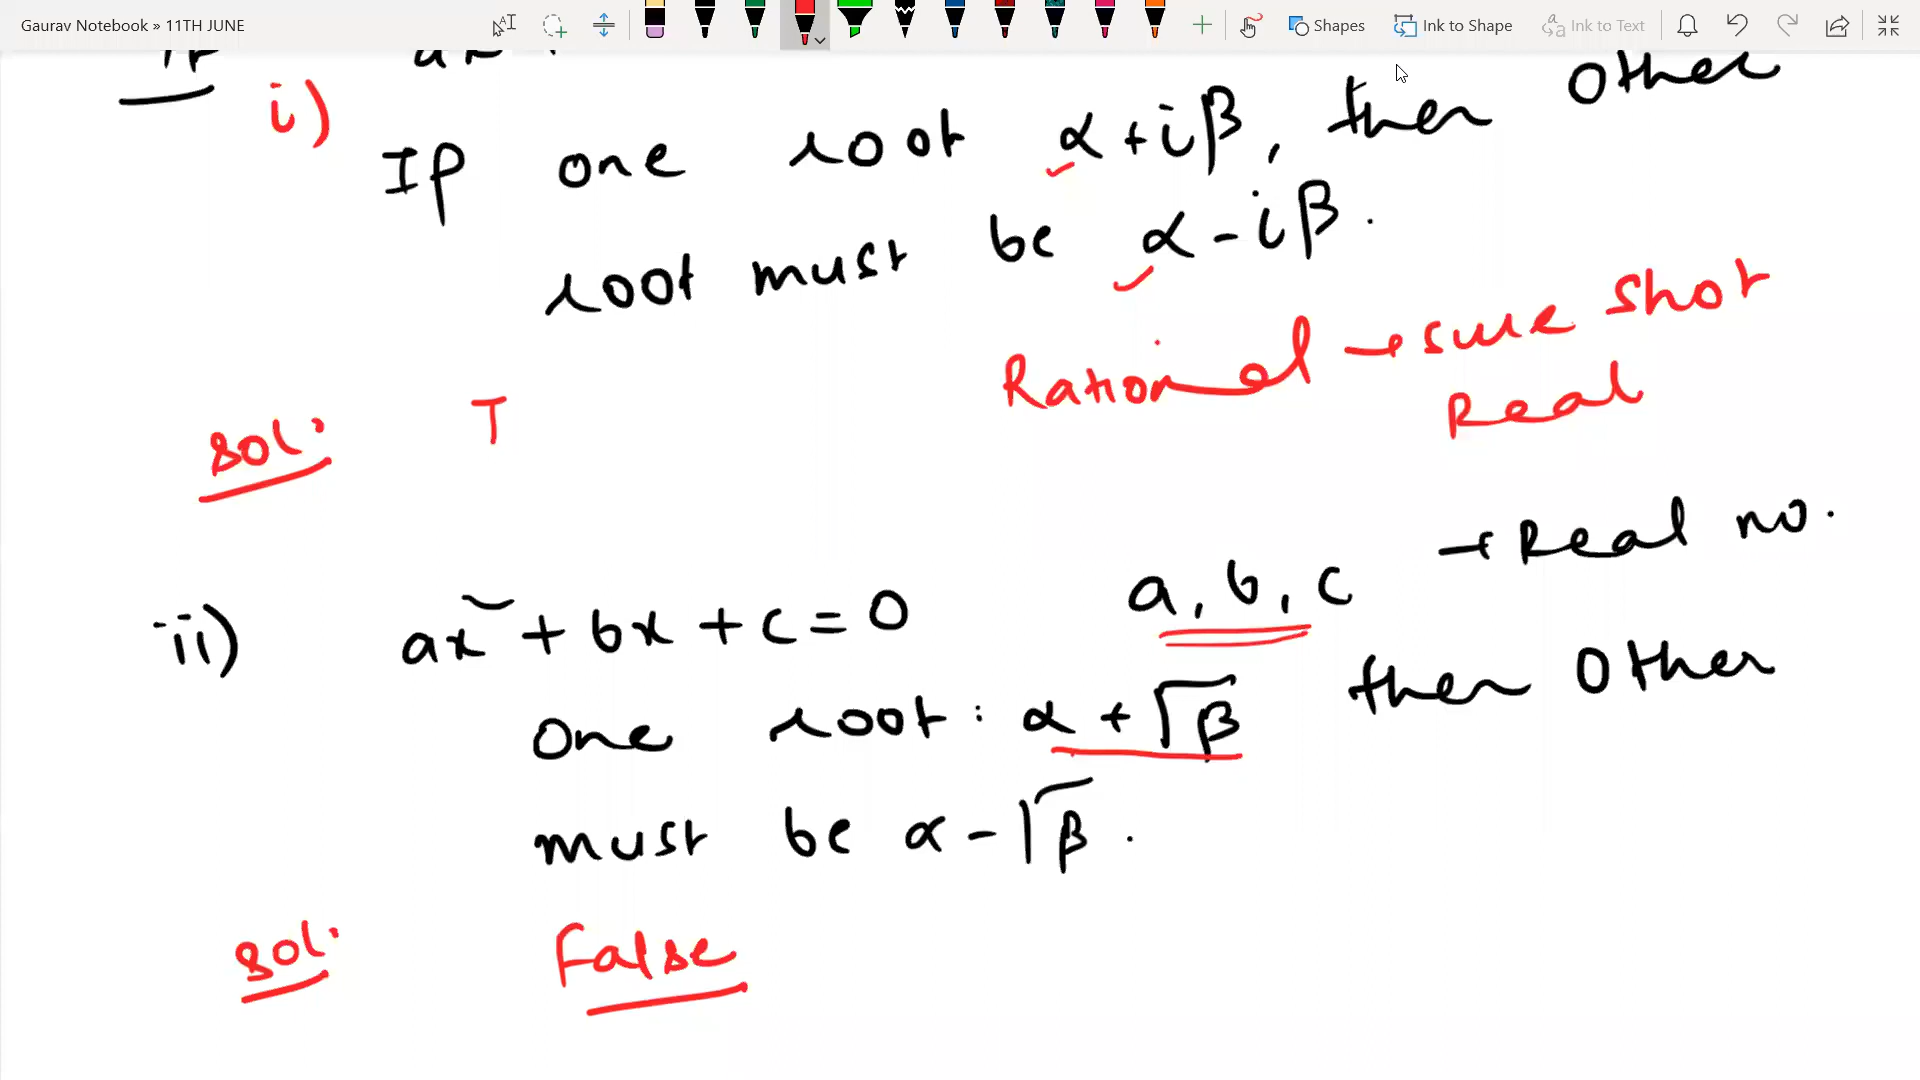 Gaurav Notebook » 11TH JUNE
Shapes
Ink to Shape
Ink to Text
i)
If one root α + iβ, then other
root must be α - iβ.
Rational → sure shot
Real
Sol: T
ii) ax² + bx + c = 0 a, b, c → Real no.
One root: α + √β then other
must be α - √β.
Sol: False